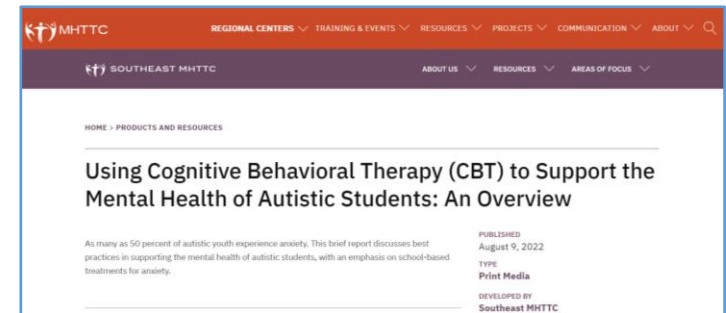 MHTTC
REGIONAL CENTERS TRAINING & EVENTS RESOURCES PROJECTS COMMUNICATION ABOUT
SOUTHEAST MHTTC
ABOUT US RESOURCES AREAS OF FOCUS
HOME > PRODUCTS AND RESOURCES
Using Cognitive Behavioral Therapy (CBT) to Support the
Mental Health of Autistic Students: An Overview
As many as 50 percent of autistic youth experience anxiety. This brief report discusses best
practices in supporting the mental health of autistic students, with an emphasis on school-based
treatments for anxiety.
PUBLISHED
August 9, 2022
TYPE
Print Media
DEVELOPED BY
Southeast MHTTC